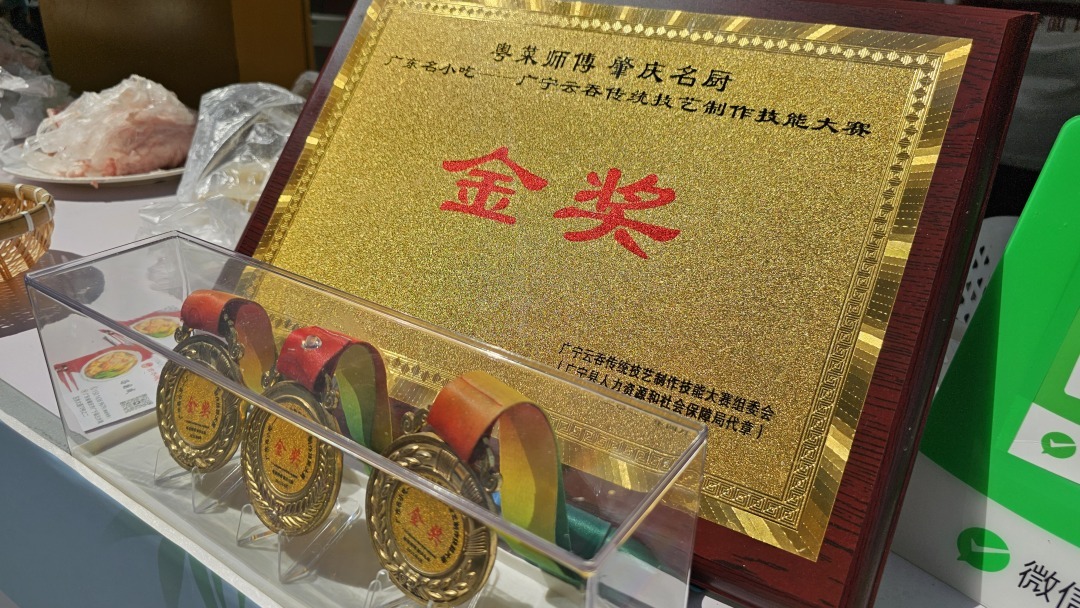 粤菜师傅 肇庆名厨
广东名小吃——广宁云吞传统技艺制作技能大赛
金奖
广宁云吞传统技艺制作技能大赛组委会
(广宁县人力资源和社会保障局代章)
金奖
金奖
金奖
微信